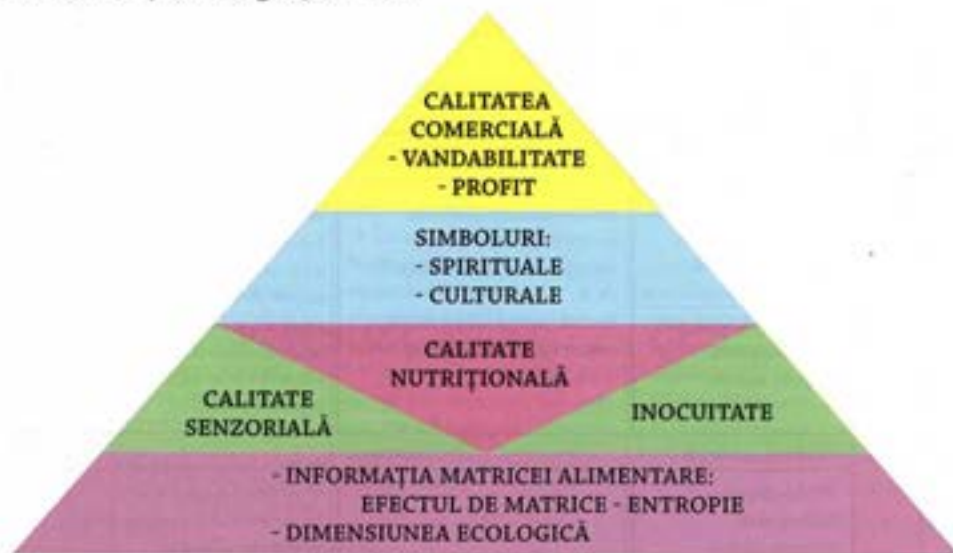 CALITATEA
COMERCIALĂ
- VANDABILITATE
- PROFIT
SIMBOLURI:
- SPIRITUALE
- CULTURALE
CALITATE
NUTRIȚIONALĂ
CALITATE
SENZORIALĂ
INOCUITATE
- INFORMAȚIA MATRICEI ALIMENTARE:
EFECTUL DE MATRICE - ENTROPIE
- DIMENSIUNEA ECOLOGICĂ